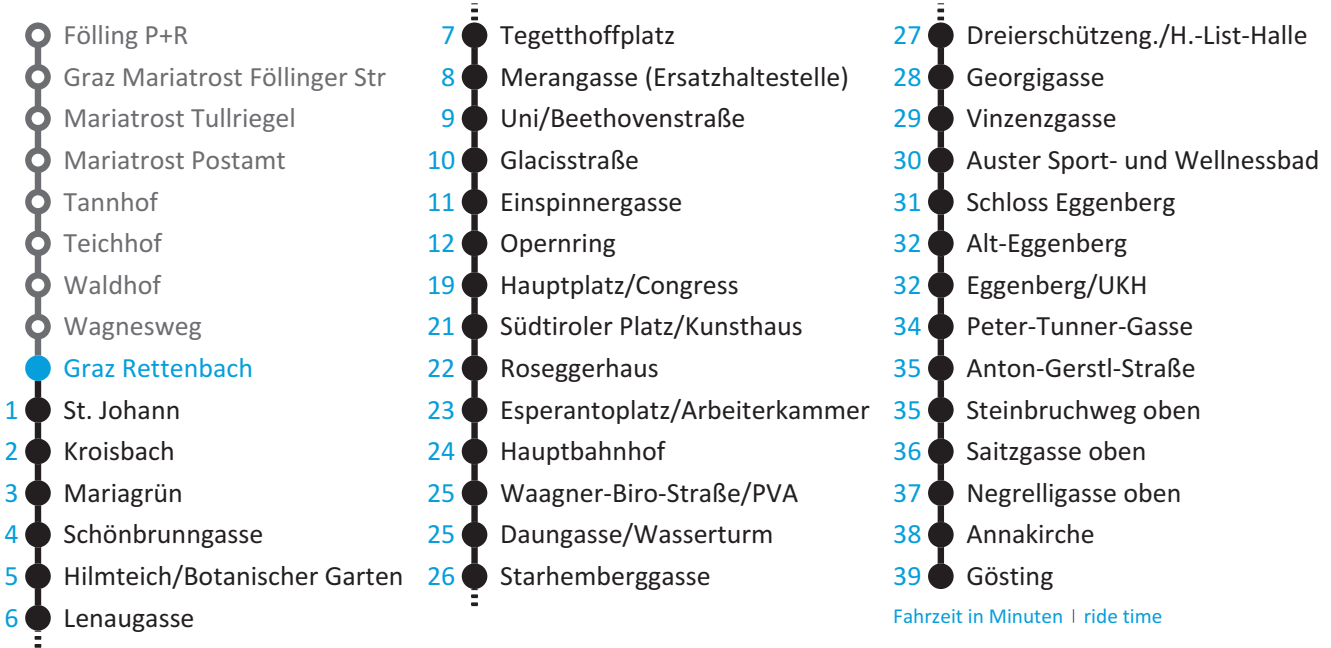 Fölling P+R
Graz Mariatrost Föllinger Str
Mariatrost Tullriegel
Mariatrost Postamt
Tannhof
Teichhof
Waldhof
Wagnesweg
Graz Rettenbach
1 St. Johann
2 Kroisbach
3 Mariagrün
4 Schönbrunngasse
5 Hilmteich/Botanischer Garten
6 Lenaugasse
7 Tegetthoffplatz
8 Merangasse (Ersatzhaltestelle)
9 Uni/Beethovenstraße
10 Glacisstraße
11 Einspinnergasse
12 Opernring
19 Hauptplatz/Congress
21 Südtiroler Platz/Kunsthaus
22 Roseggerhaus
23 Esperantoplatz/Arbeiterkammer
24 Hauptbahnhof
25 Waagner-Biro-Straße/PVA
25 Daungasse/Wasserturm
26 Starhemberggasse
27 Dreierschützeng./H.-List-Halle
28 Georgigasse
29 Vinzenzgasse
30 Auster Sport- und Wellnessbad
31 Schloss Eggenberg
32 Alt-Eggenberg
32 Eggenberg/UKH
34 Peter-Tunner-Gasse
35 Anton-Gerstl-Straße
35 Steinbruchweg oben
36 Saitzgasse oben
37 Negrelligasse oben
38 Annakirche
39 Gösting
Fahrzeit in Minuten | ride time